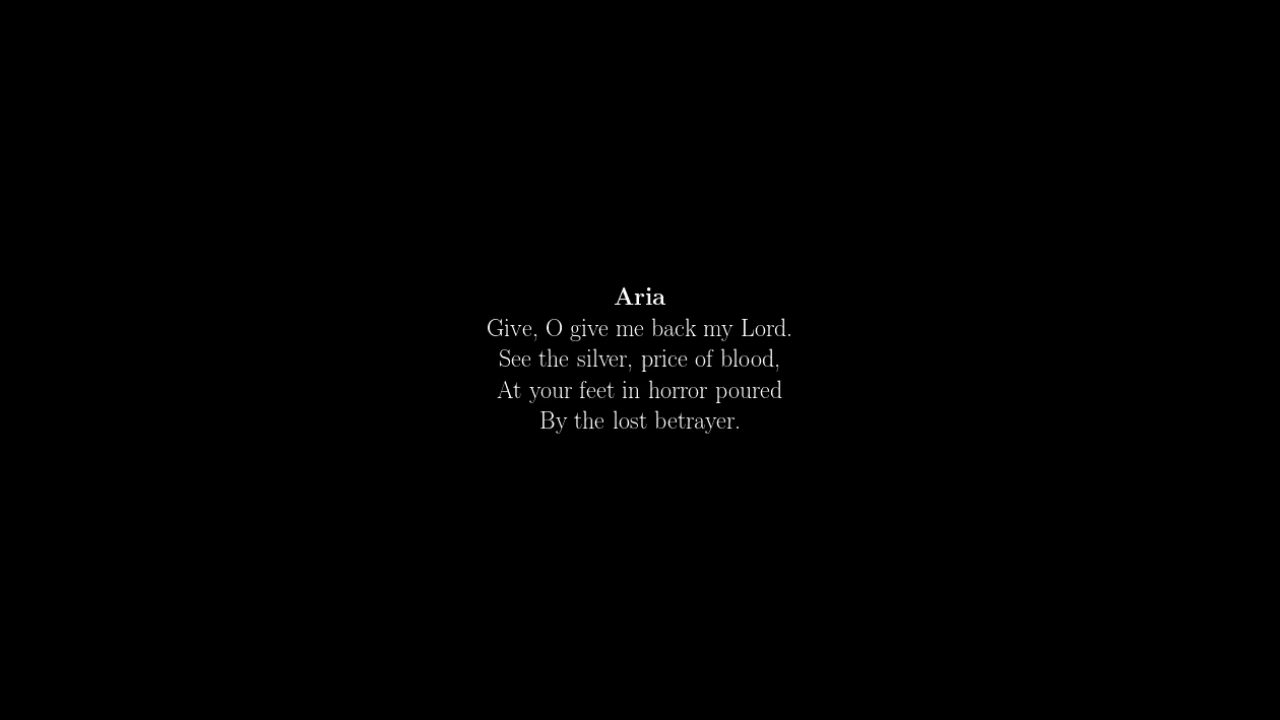 Aria
Give, O give me back my Lord.
See the silver, price of blood,
At your feet in horror poured
By the lost betrayer.